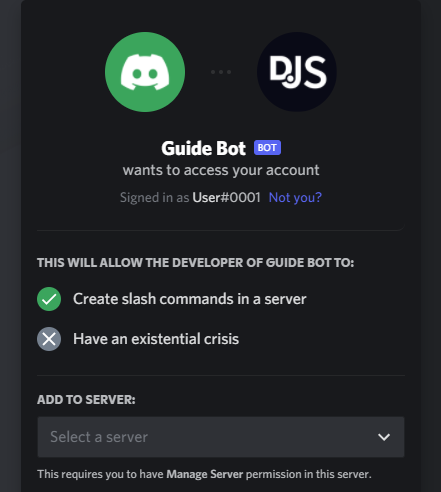 DJS
Guide Bot BOT
wants to access your account
Signed in as User#0001 Not you?
THIS WILL ALLOW THE DEVELOPER OF GUIDE BOT TO:
Create slash commands in a server
Have an existential crisis
ADD TO SERVER:
Select a server
This requires you to have Manage Server permission in this server.